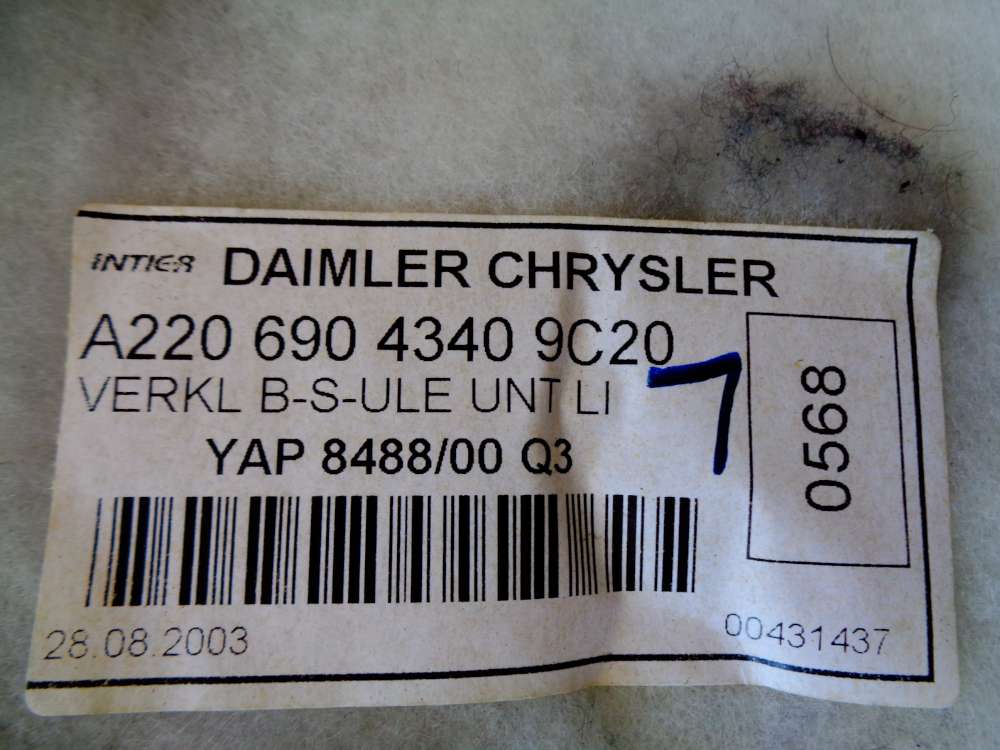 INTIER DAIMLER CHRYSLER
A220 690 4340 9C20
VERKL B-S-ULE UNT LI
YAP 8488/00 Q3
0568
28.08.2003
00431437